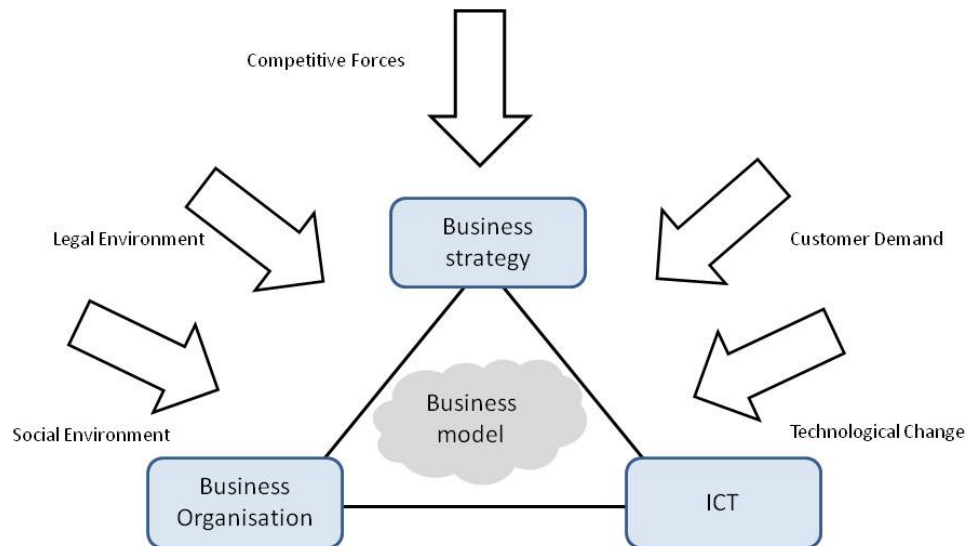 Competitive Forces
Legal Environment
Business
strategy
Customer Demand
Social Environment
Business
model
Technological Change
Business
Organisation
ICT